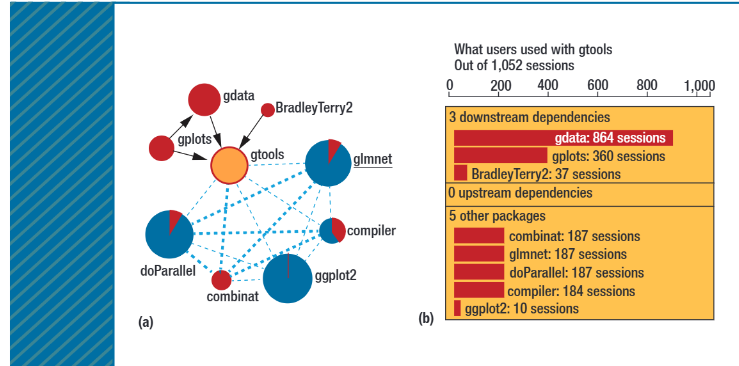 gdata
BradleyTerry2
gplots
gtools
glmnet
compiler
doParallel
ggplot2
combinat
(a)
What users used with gtools
Out of 1,052 sessions
0 200 400 600 800 1,000
3 downstream dependencies
gdata: 864 sessions
gplots: 360 sessions
BradleyTerry2: 37 sessions
0 upstream dependencies
5 other packages
combinat: 187 sessions
glmnet: 187 sessions
doParallel: 187 sessions
compiler: 184 sessions
ggplot2: 10 sessions
(b)